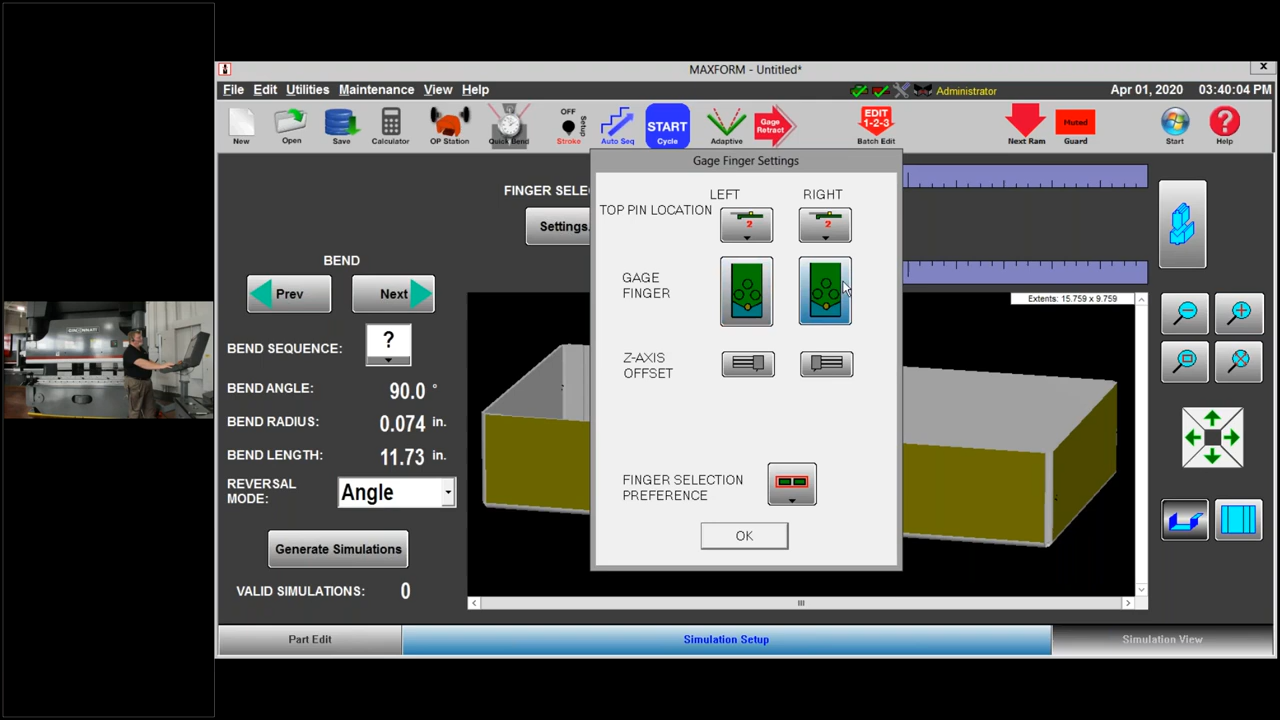 MAXFORM - Untitled*
x
File Edit Utilities Maintenance View Help
Administrator
Apr 01, 2020 03:40:04 PM
New
Open
Save
Calculator
OP Station
Quick Bend
OFF
Setup
Stroke
Auto Seq
START
Cycle
Adaptive
Gage
Retract
EDIT
1-2-3
Batch Edit
Next Ram
Muted
Guard
Start
?
Help
Gage Finger Settings
FINGER SELE
Settings.
LEFT RIGHT
TOP PIN LOCATION
2 2
GAGE
FINGER
Z-AXIS
OFFSET
FINGER SELECTION
PREFERENCE
OK
BEND
Prev Next
BEND SEQUENCE: ?
BEND ANGLE: 90.0 °
BEND RADIUS: 0.074 in.
BEND LENGTH: 11.73 in.
REVERSAL
MODE: Angle
Generate Simulations
VALID SIMULATIONS: 0
Extents: 15.759 x 9.759
Part Edit Simulation Setup Simulation View
CINCINNATI